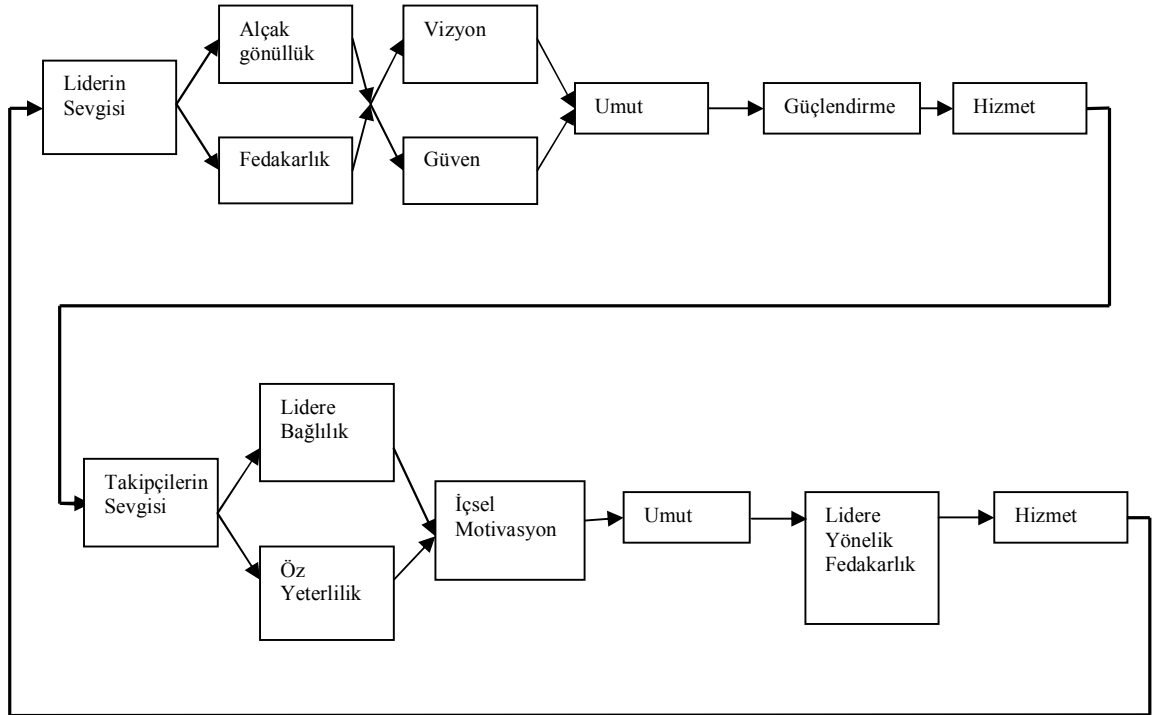 Liderin
Sevgisi
Alçak
gönüllük
Fedakarlık
Vizyon
Güven
Umut
Güçlendirme
Hizmet
Takipçilerin
Sevgisi
Lidere
Bağlılık
Öz
Yeterlilik
İçsel
Motivasyon
Umut
Lidere
Yönelik
Fedakarlık
Hizmet